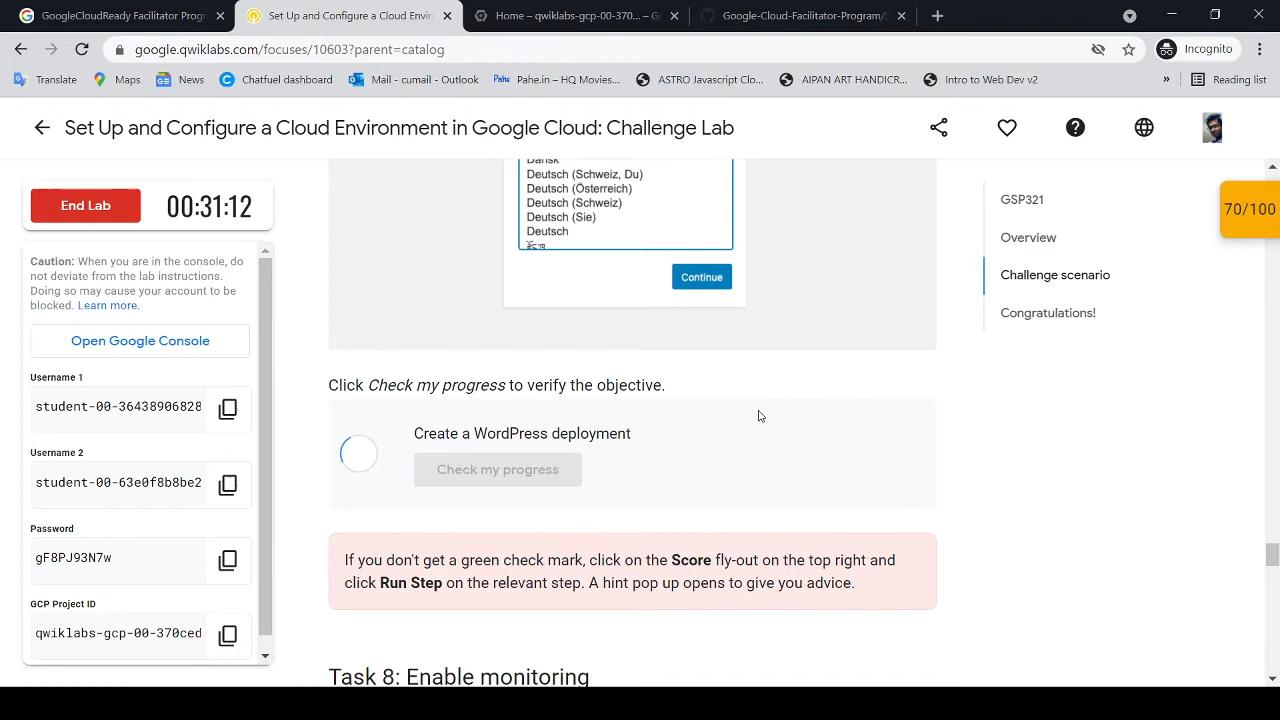 GoogleCloudReady Facilitator Progr
Set Up and Configure a Cloud Envir
Home – qwiklabs-gcp-00-370... – G
Google-Cloud-Facilitator-Program/
google.qwiklabs.com/focuses/10603?parent=catalog
Incognito
Translate
Maps
News
Chatfuel dashboard
Mail - cumail - Outlook
Pahe.in – HQ Movies...
ASTRO Javascript Clo...
AIPAN ART HANDICR...
Intro to Web Dev v2
»
Reading list
Set Up and Configure a Cloud Environment in Google Cloud: Challenge Lab
End Lab
00:31:12
Caution: When you are in the console, do
not deviate from the lab instructions.
Doing so may cause your account to be
blocked. Learn more.
Open Google Console
Username 1
student-00-36438906828
Username 2
student-00-63e0f8b8be2
Password
gF8PJ93N7w
GCP Project ID
qwiklabs-gcp-00-370ced
Dansk
Deutsch (Schweiz, Du)
Deutsch (Österreich)
Deutsch (Schweiz)
Deutsch (Sie)
Deutsch
Continue
Click Check my progress to verify the objective.
Create a WordPress deployment
Check my progress
If you don't get a green check mark, click on the Score fly-out on the top right and
click Run Step on the relevant step. A hint pop up opens to give you advice.
Task 8: Enable monitoring
GSP321
Overview
Challenge scenario
Congratulations!
70/100